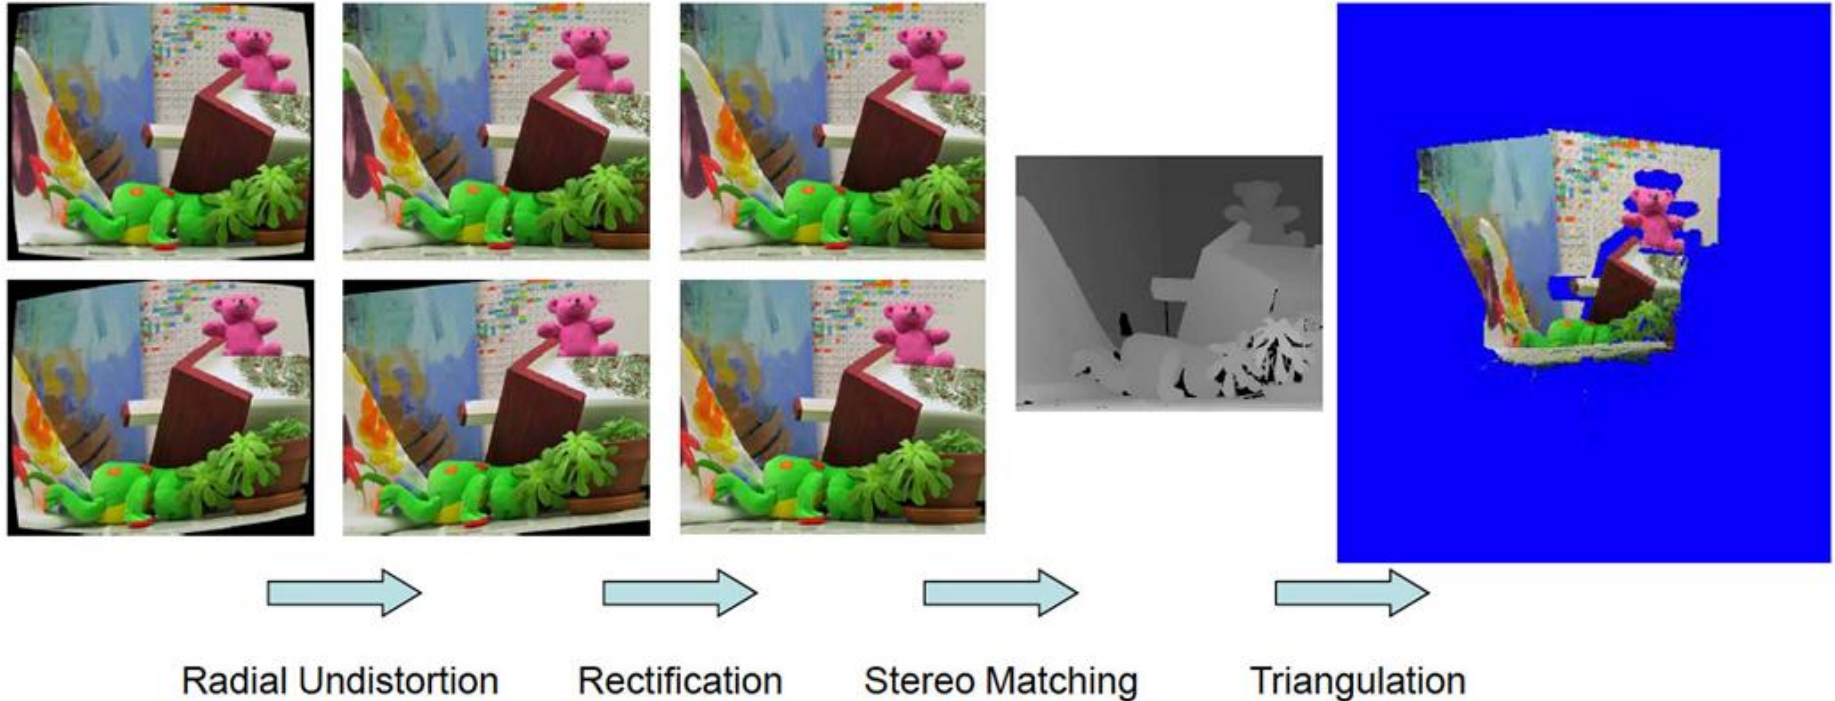 Radial Undistortion
Rectification
Stereo Matching
Triangulation